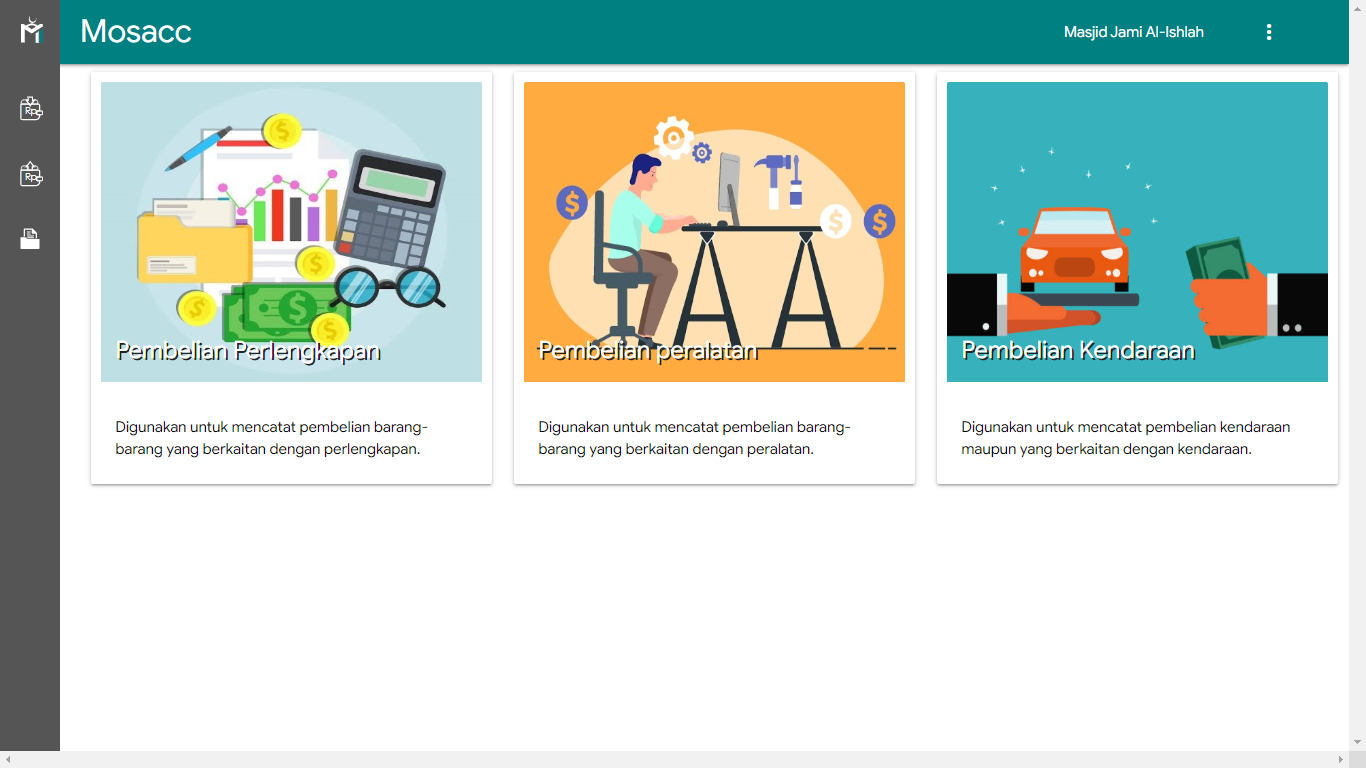 Mosacc
Masjid Jami Al-Ishlah
Rp
Rp
Pembelian Perlengkapan
Pembelian peralatan
Pembelian Kendaraan
Digunakan untuk mencatat pembelian barang-
barang yang berkaitan dengan perlengkapan.
Digunakan untuk mencatat pembelian barang-
barang yang berkaitan dengan peralatan.
Digunakan untuk mencatat pembelian kendaraan
maupun yang berkaitan dengan kendaraan.